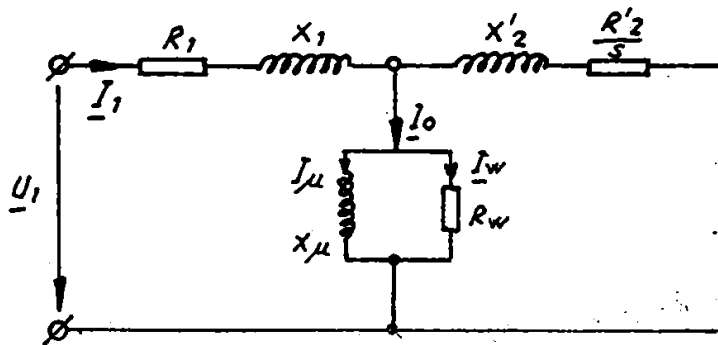 R₁ X₁ X'₂ R'₂/s
I₁ I₀
U₁ Iμ Iw
Xμ Rw